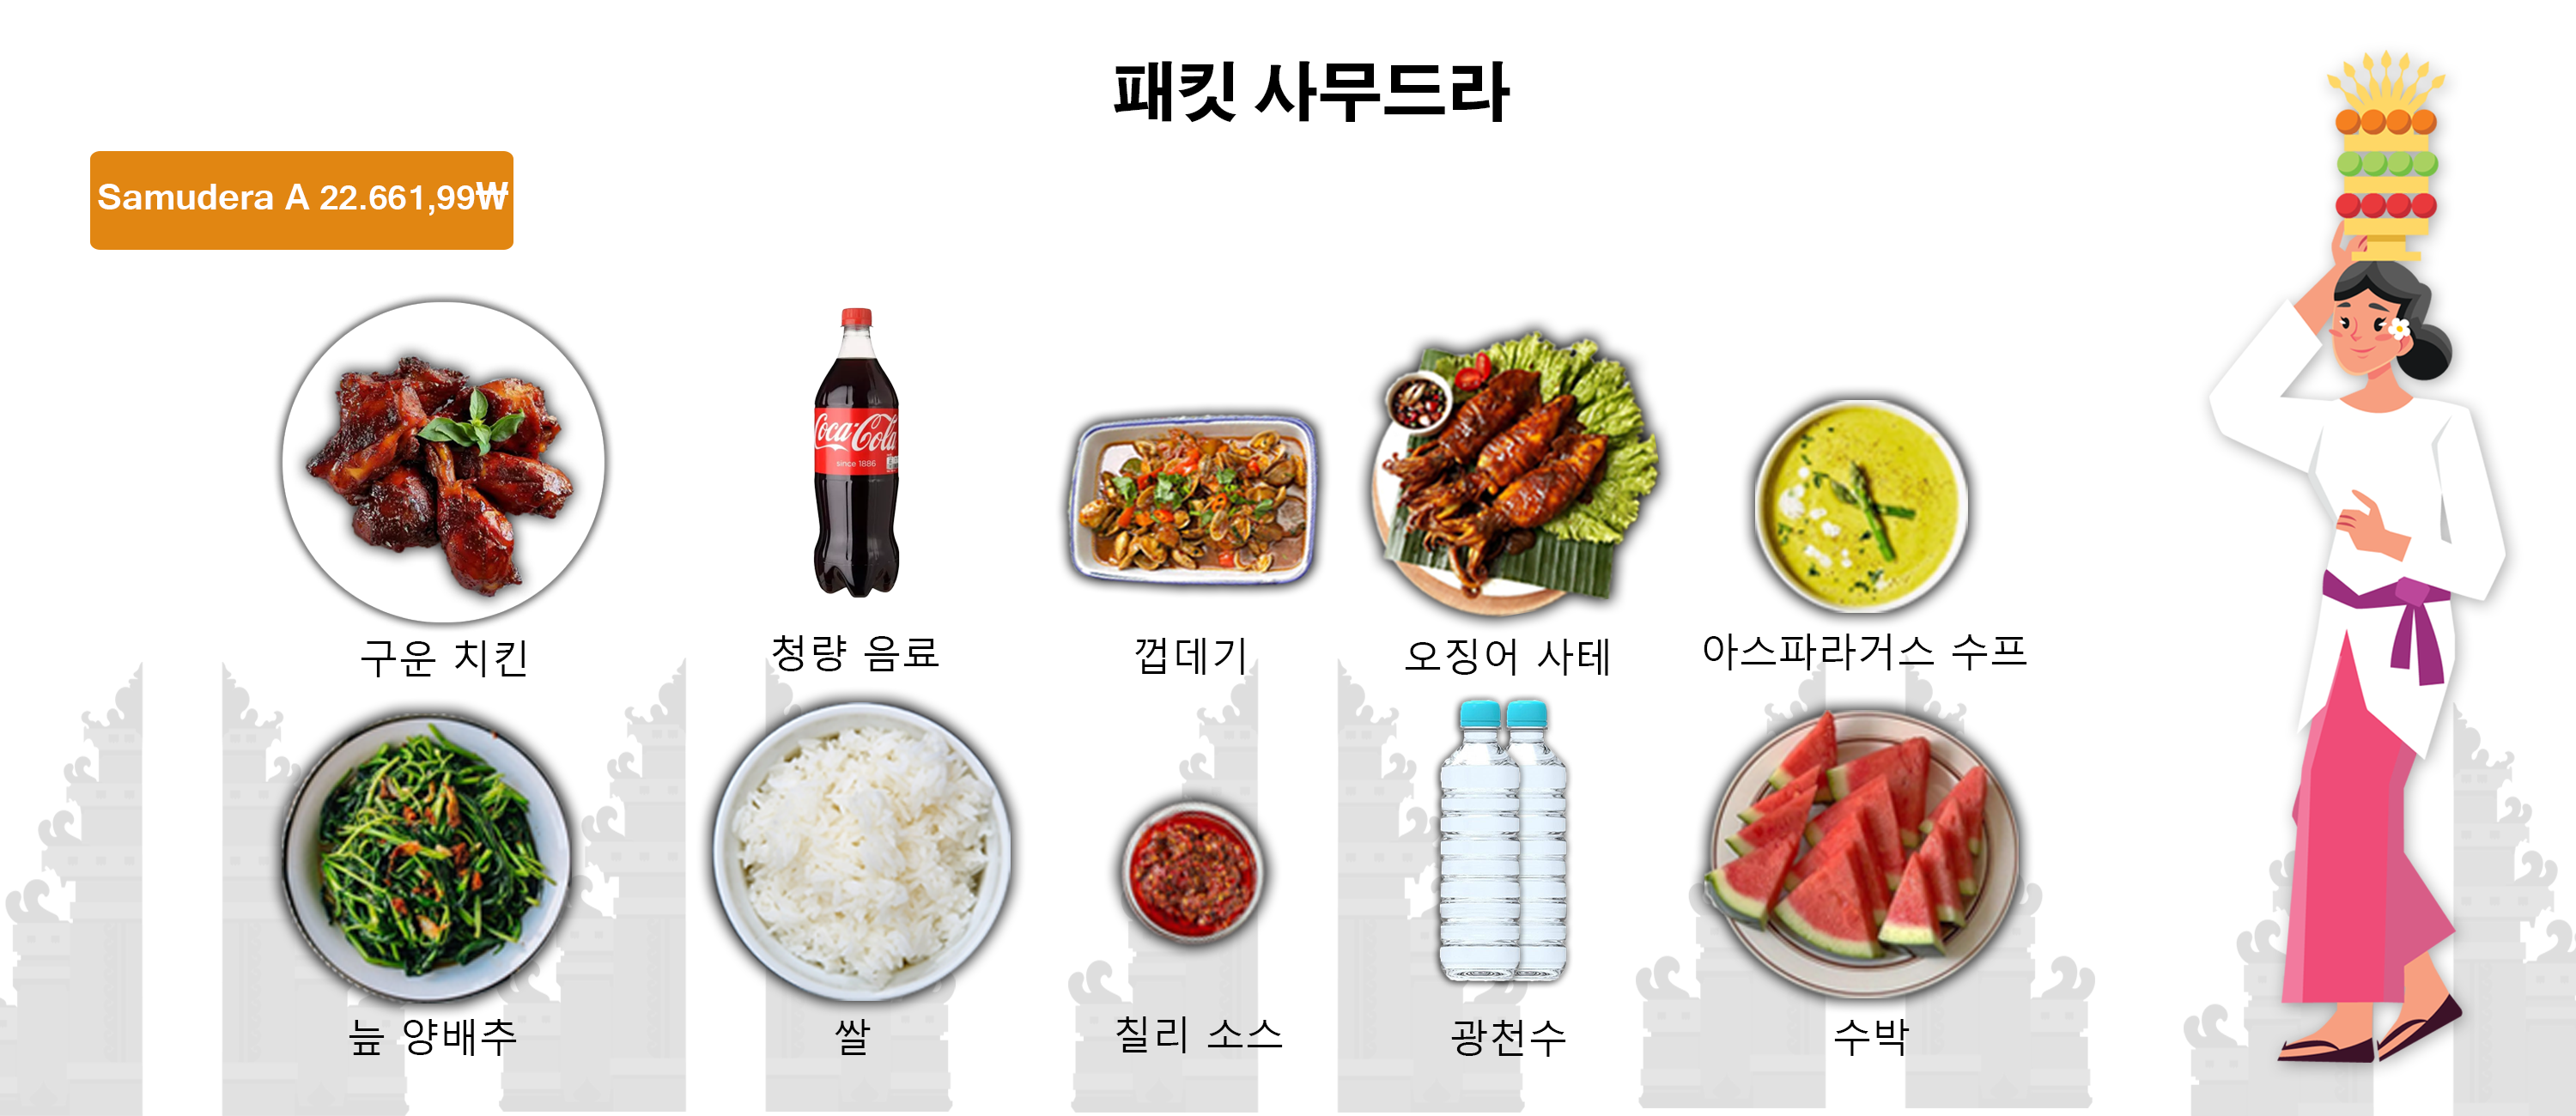 패킷 사무드라
Samudera A 22.661,99₩
Coca-Cola
since 1886
구운 치킨
청량 음료
껍데기
오징어 사테
아스파라거스 수프
늪 양배추
쌀
칠리 소스
광천수
수박